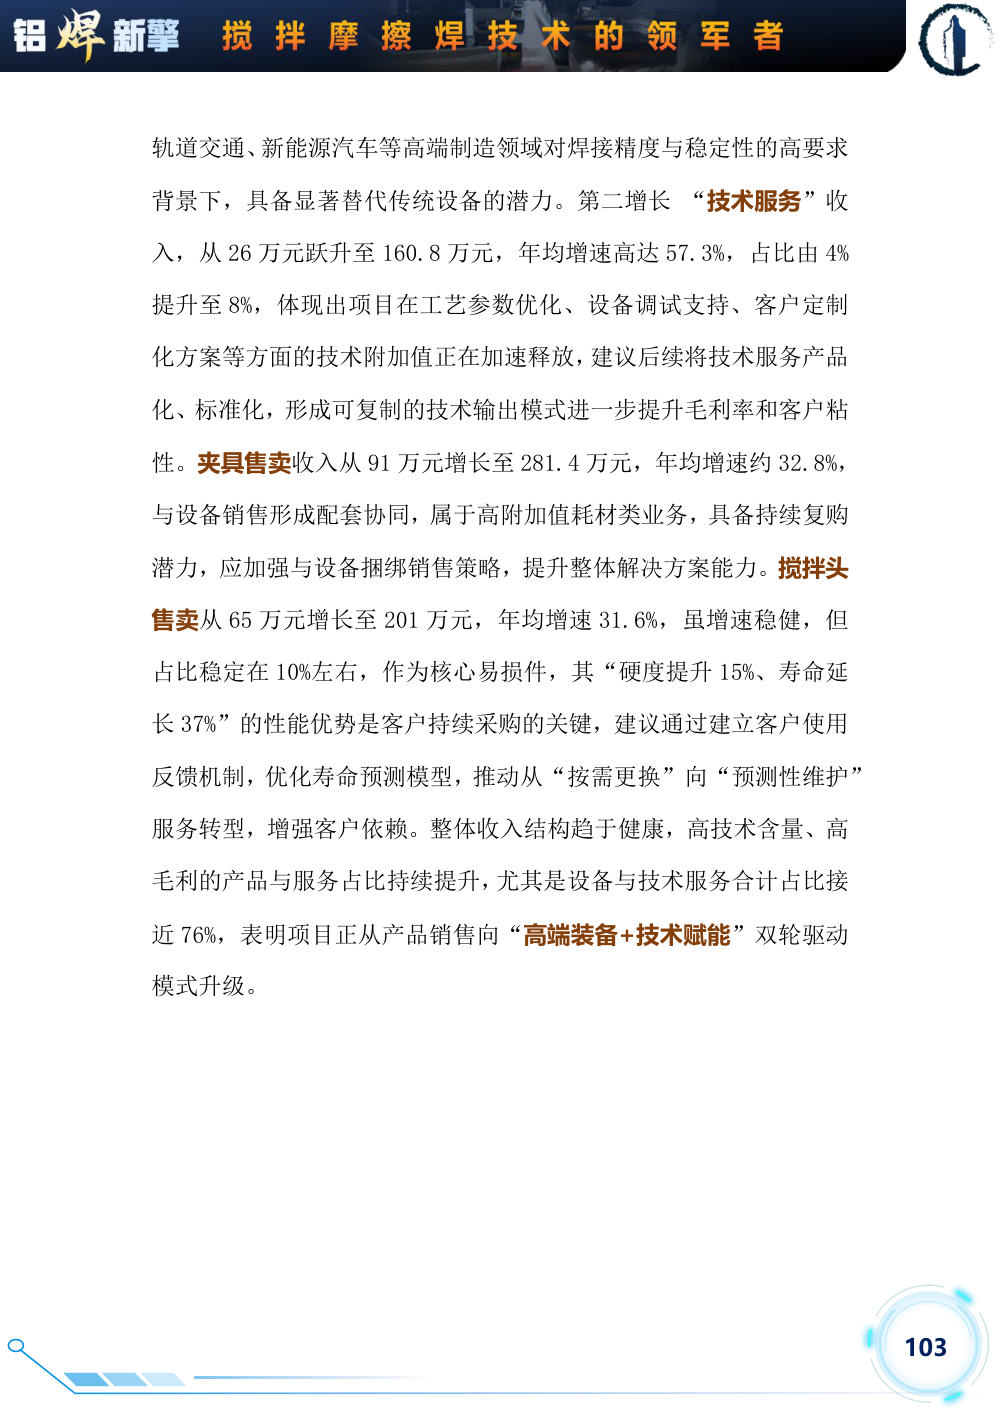 铝焊新擎 搅拌摩擦焊技术的领军者
轨道交通、新能源汽车等高端制造领域对焊接精度与稳定性的高要求
背景下，具备显著替代传统设备的潜力。第二增长 “技术服务”收
入，从 26 万元跃升至 160.8 万元，年均增速高达 57.3%，占比由 4%
提升至 8%，体现出项目在工艺参数优化、设备调试支持、客户定制
化方案等方面的技术附加值正在加速释放，建议后续将技术服务产品
化、标准化，形成可复制的技术输出模式进一步提升毛利率和客户粘
性。夹具售卖收入从 91 万元增长至 281.4 万元，年均增速约 32.8%，
与设备销售形成配套协同，属于高附加值耗材类业务，具备持续复购
潜力，应加强与设备捆绑销售策略，提升整体解决方案能力。搅拌头
售卖从 65 万元增长至 201 万元，年均增速 31.6%，虽增速稳健，但
占比稳定在 10%左右，作为核心易损件，其“硬度提升 15%、寿命延
长 37%”的性能优势是客户持续采购的关键，建议通过建立客户使用
反馈机制，优化寿命预测模型，推动从“按需更换”向“预测性维护”
服务转型，增强客户依赖。整体收入结构趋于健康，高技术含量、高
毛利的产品与服务占比持续提升，尤其是设备与技术服务合计占比接
近 76%，表明项目正从产品销售向“高端装备+技术赋能”双轮驱动
模式升级。
103